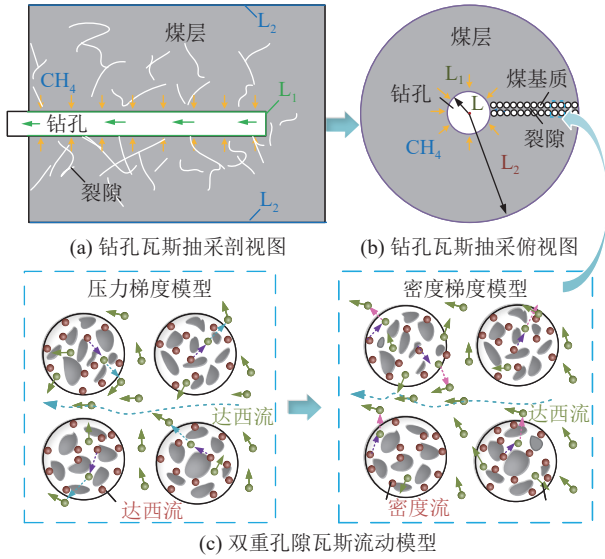 L2
煤层
CH4
L1
钻孔
裂隙
L2
(a) 钻孔瓦斯抽采剖视图
煤层
L1
煤基质
钻孔
L
裂隙
CH4
L2
(b) 钻孔瓦斯抽采俯视图
压力梯度模型
达西流
达西流
密度梯度模型
达西流
密度流
(c) 双重孔隙瓦斯流动模型